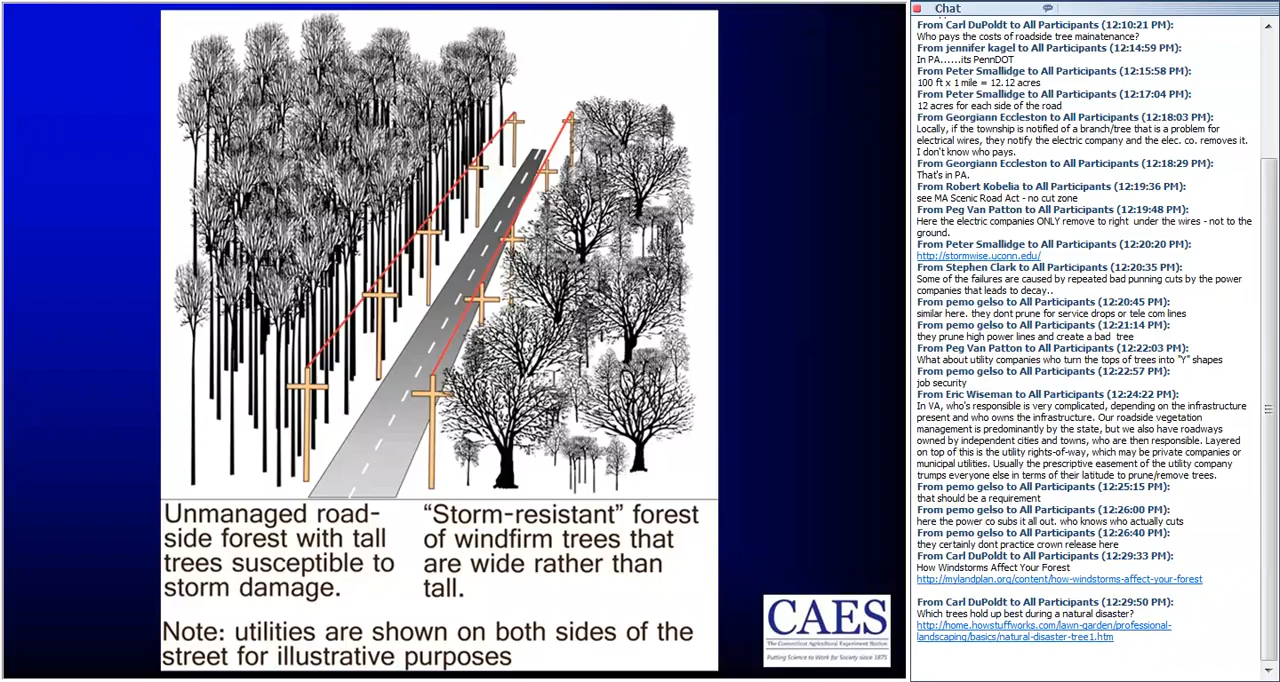 Unmanaged road-
side forest with tall
trees susceptible to
storm damage.
“Storm-resistant” forest
of windfirm trees that
are wide rather than
tall.
Note: utilities are shown on both sides of the
street for illustrative purposes
CAES
The Connecticut Agricultural Experiment Station
Putting Science to Work for Society since 1875
Chat
From Carl DuPoldt to All Participants (12:10:21 PM):
Who pays the costs of roadside tree mainatenance?
From jennifer kagel to All Participants (12:14:59 PM):
In PA......its PennDOT
From Peter Smallidge to All Participants (12:15:58 PM):
100 ft x 1 mile = 12.12 acres
From Peter Smallidge to All Participants (12:17:04 PM):
12 acres for each side of the road
From Georgiann Eccleston to All Participants (12:18:03 PM):
Locally, if the township is notified of a branch/tree that is a problem for
electrical wires, they notify the electric company and the elec. co. removes it.
I don't know who pays.
From Georgiann Eccleston to All Participants (12:18:29 PM):
That's in PA.
From Robert Kobelia to All Participants (12:19:36 PM):
see MA Scenic Road Act - no cut zone
From Peg Van Patton to All Participants (12:19:48 PM):
Here the electric companies ONLY remove to right  under the wires - not to the
ground.
From Peter Smallidge to All Participants (12:20:20 PM):
http://stormwise.uconn.edu/
From Stephen Clark to All Participants (12:20:35 PM):
Some of the failures are caused by repeated bad punning cuts by the power
companies that leads to decay..
From pemo gelso to All Participants (12:20:45 PM):
similar here. they dont prune for service drops or tele com lines
From pemo gelso to All Participants (12:21:14 PM):
they prune high power lines and create a bad  tree
From Peg Van Patton to All Participants (12:22:03 PM):
What about utility companies who turn the tops of trees into "Y" shapes
From pemo gelso to All Participants (12:22:57 PM):
job security
From Eric Wiseman to All Participants (12:24:22 PM):
In VA, who's responsible is very complicated, depending on the infrastructure
present and who owns the infrastructure. Our roadside vegetation
management is predominantly by the state, but we also have roadways
owned by independent cities and towns, who are then responsible. Layered
on top of this is the utility rights-of-way, which may be private companies or
municipal utilities. Usually the prescriptive easement of the utility company
trumps everyone else in terms of their latitude to prune/remove trees.
From pemo gelso to All Participants (12:25:15 PM):
that should be a requirement
From pemo gelso to All Participants (12:26:00 PM):
here the power co subs it all out. who knows who actually cuts
From pemo gelso to All Participants (12:26:40 PM):
they certainly dont practice crown release here
From Carl DuPoldt to All Participants (12:29:33 PM):
How Windstorms Affect Your Forest
http://mylandplan.org/content/how-windstorms-affect-your-forest
From Carl DuPoldt to All Participants (12:29:50 PM):
Which trees hold up best during a natural disaster?
http://home.howstuffworks.com/lawn-garden/professional-
landscaping/basics/natural-disaster-tree1.htm